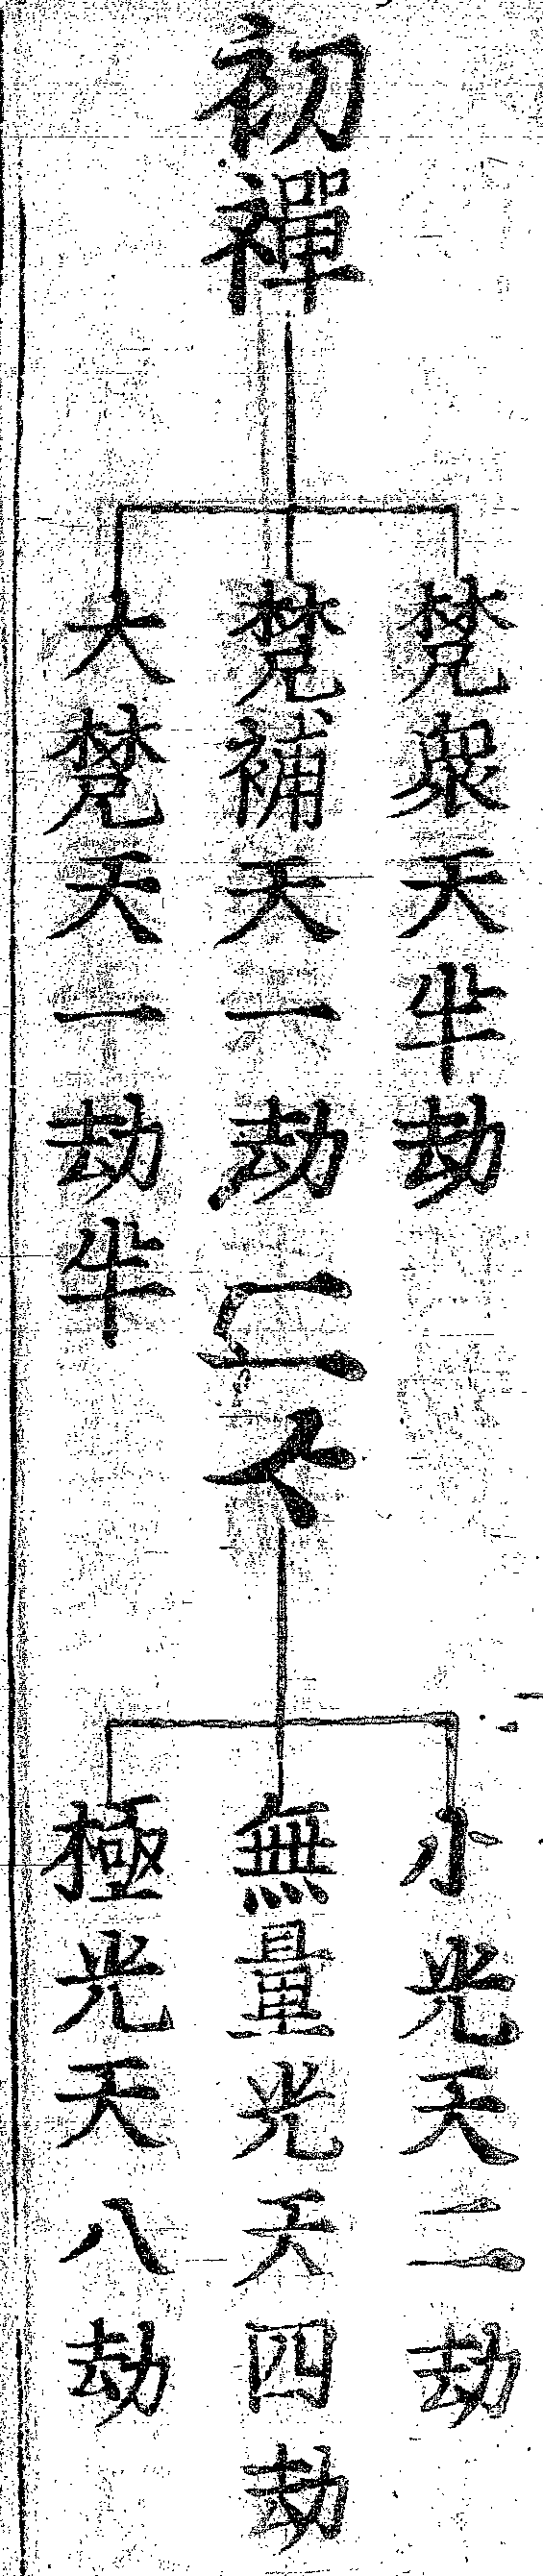 初禪
梵衆天半劫
梵補天一劫
大梵天一劫半
二
小光天二劫
無量光天四劫
極光天八劫